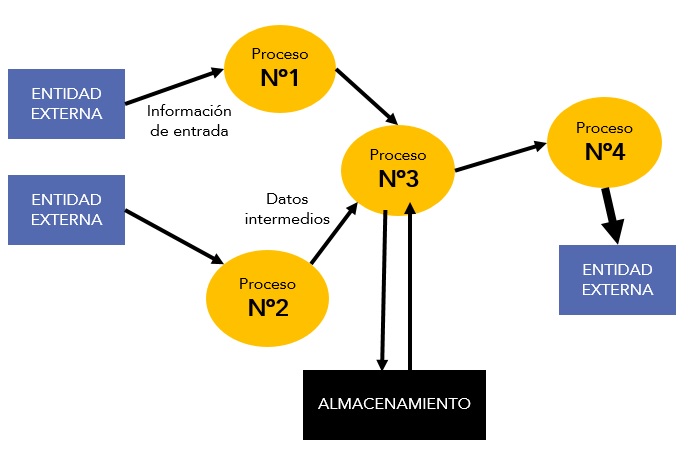 Proceso
Nº1
ENTIDAD
EXTERNA
Información
de entrada
Proceso
Nº4
Proceso
Nº3
ENTIDAD
EXTERNA
Datos
intermedios
Proceso
Nº2
ENTIDAD
EXTERNA
ALMACENAMIENTO